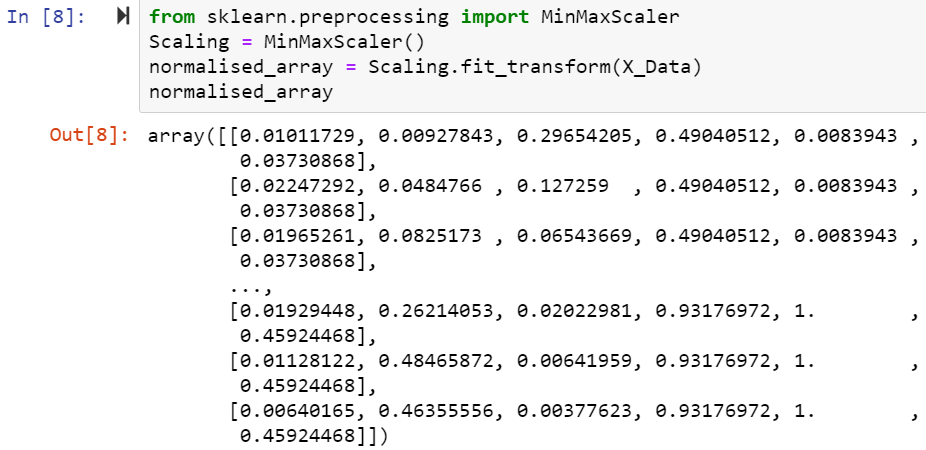 In [8]: from sklearn.preprocessing import MinMaxScaler
Scaling = MinMaxScaler()
normalised_array = Scaling.fit_transform(X_Data)
normalised_array
Out[8]: array([[0.01011729, 0.00927843, 0.29654205, 0.49040512, 0.0083943 ,
0.03730868],
[0.02247292, 0.0484766 , 0.127259  , 0.49040512, 0.0083943 ,
0.03730868],
[0.01965261, 0.0825173 , 0.06543669, 0.49040512, 0.0083943 ,
0.03730868],
...,
[0.01929448, 0.26214053, 0.02022981, 0.93176972, 1.        ,
0.45924468],
[0.01128122, 0.48465872, 0.00641959, 0.93176972, 1.        ,
0.45924468],
[0.00640165, 0.46355556, 0.00377623, 0.93176972, 1.        ,
0.45924468]])